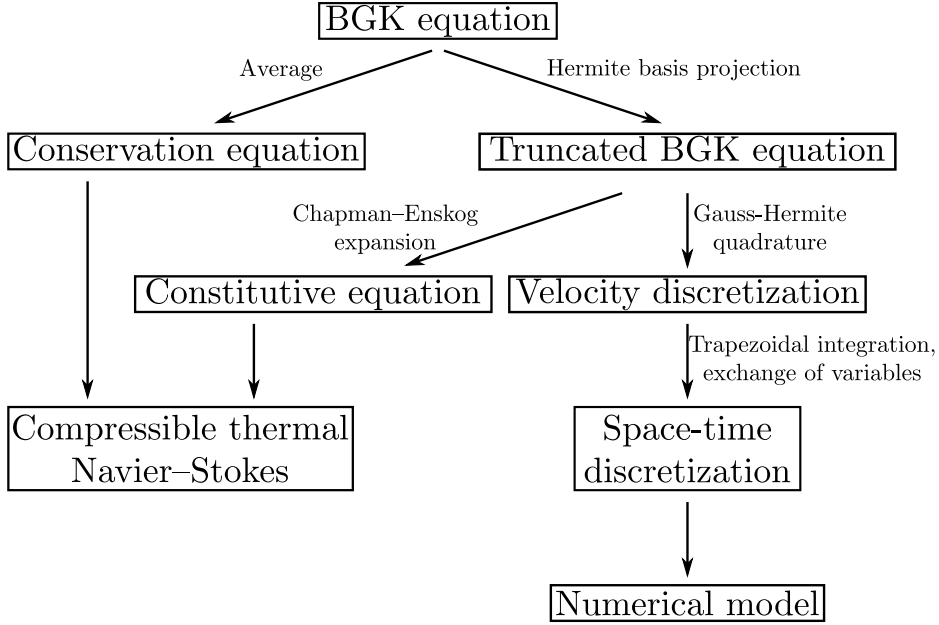 BGK equation
Average
Hermite basis projection
Conservation equation
Truncated BGK equation
Chapman–Enskog
expansion
Gauss-Hermite
quadrature
Constitutive equation
Velocity discretization
Trapezoidal integration,
exchange of variables
Compressible thermal
Navier–Stokes
Space-time
discretization
Numerical model